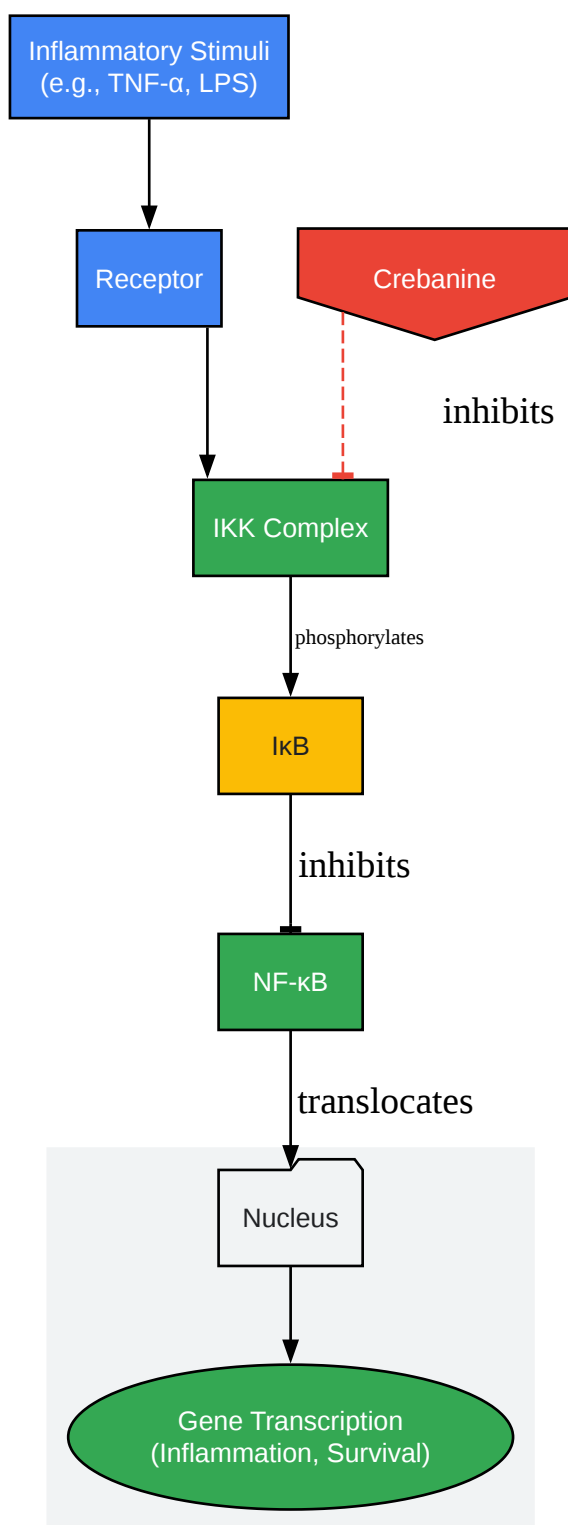 Inflammatory Stimuli
(e.g., TNF-α, LPS)
Receptor
Crebanine
inhibits
IKK Complex
phosphorylates
IκB
inhibits
NF-κB
translocates
Nucleus
Gene Transcription
(Inflammation, Survival)